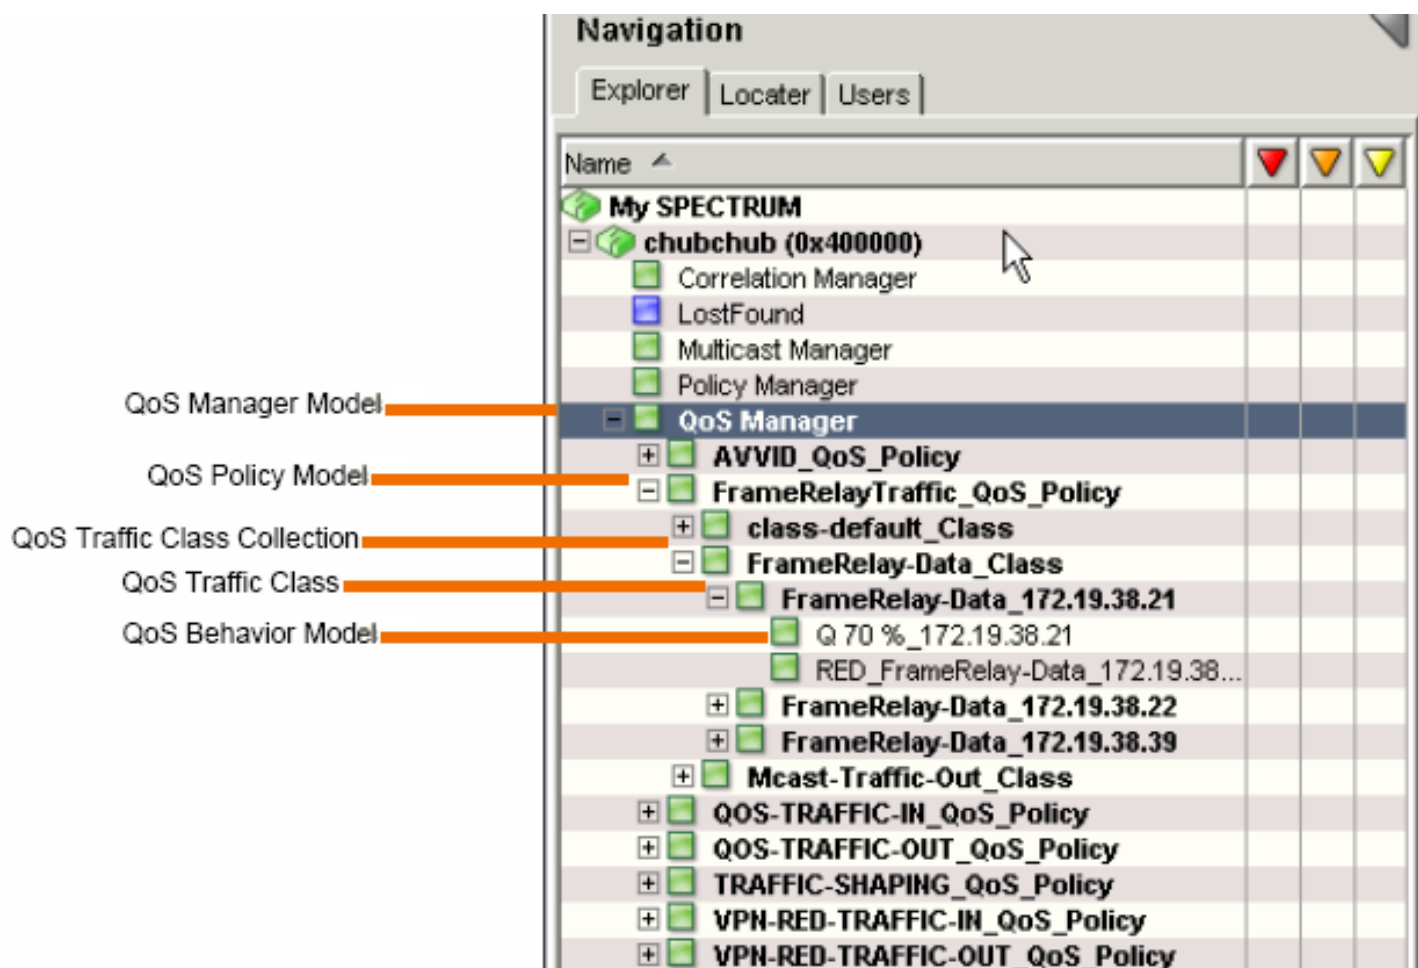 Navigation
Explorer Locater Users
Name
My SPECTRUM
chubchub (0x400000)
Correlation Manager
LostFound
Multicast Manager
Policy Manager
QoS Manager Model
QoS Manager
AVVID_QoS_Policy
QoS Policy Model
FrameRelayTraffic_QoS_Policy
QoS Traffic Class Collection
class-default_Class
FrameRelay-Data_Class
QoS Traffic Class
FrameRelay-Data_172.19.38.21
QoS Behavior Model
Q 70 %_172.19.38.21
RED_FrameRelay-Data_172.19.38...
FrameRelay-Data_172.19.38.22
FrameRelay-Data_172.19.38.39
Mcast-Traffic-Out_Class
QOS-TRAFFIC-IN_QoS_Policy
QOS-TRAFFIC-OUT_QoS_Policy
TRAFFIC-SHAPING_QoS_Policy
VPN-RED-TRAFFIC-IN_QoS_Policy
VPN-RED-TRAFFIC-OUT_QoS_Policy